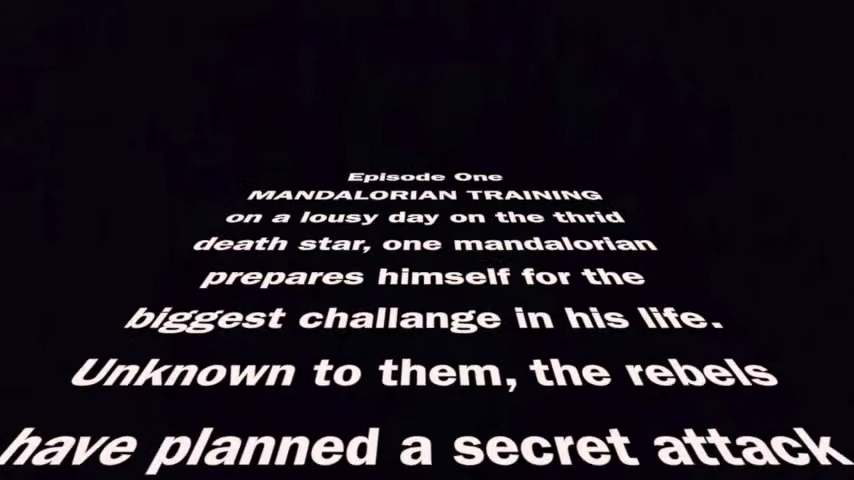 Episode One
MANDALORIAN TRAINING
on a lousy day on the thrid
death star, one mandalorian
prepares himself for the
biggest challange in his life.
Unknown to them, the rebels
have planned a secret attack